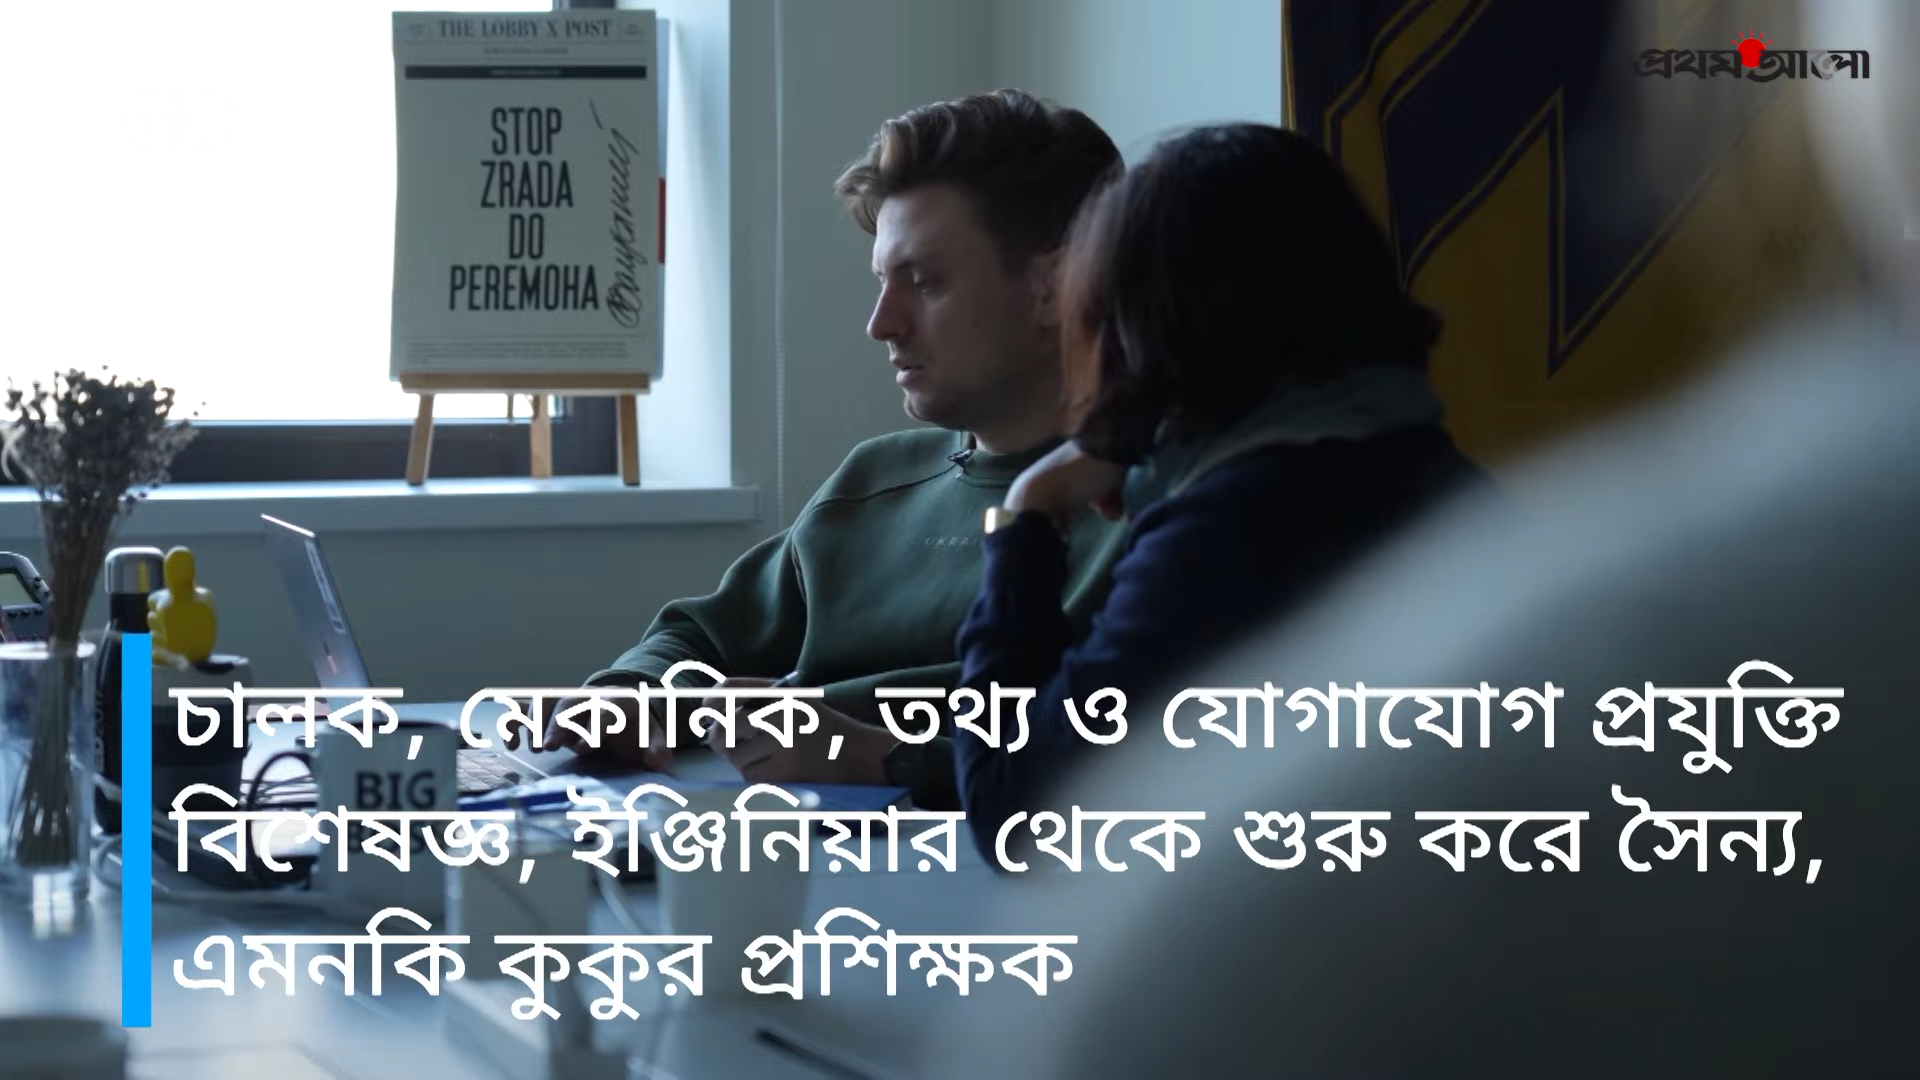 THE LOBBY X POST
প্রথম আলো
STOP
ZRADA
DO
PEREMOHA
BIG
চালক, মেকানিক, তথ্য ও যোগাযোগ প্রযুক্তি
বিশেষজ্ঞ, ইঞ্জিনিয়ার থেকে শুরু করে সৈন্য,
এমনকি কুকুর প্রশিক্ষক